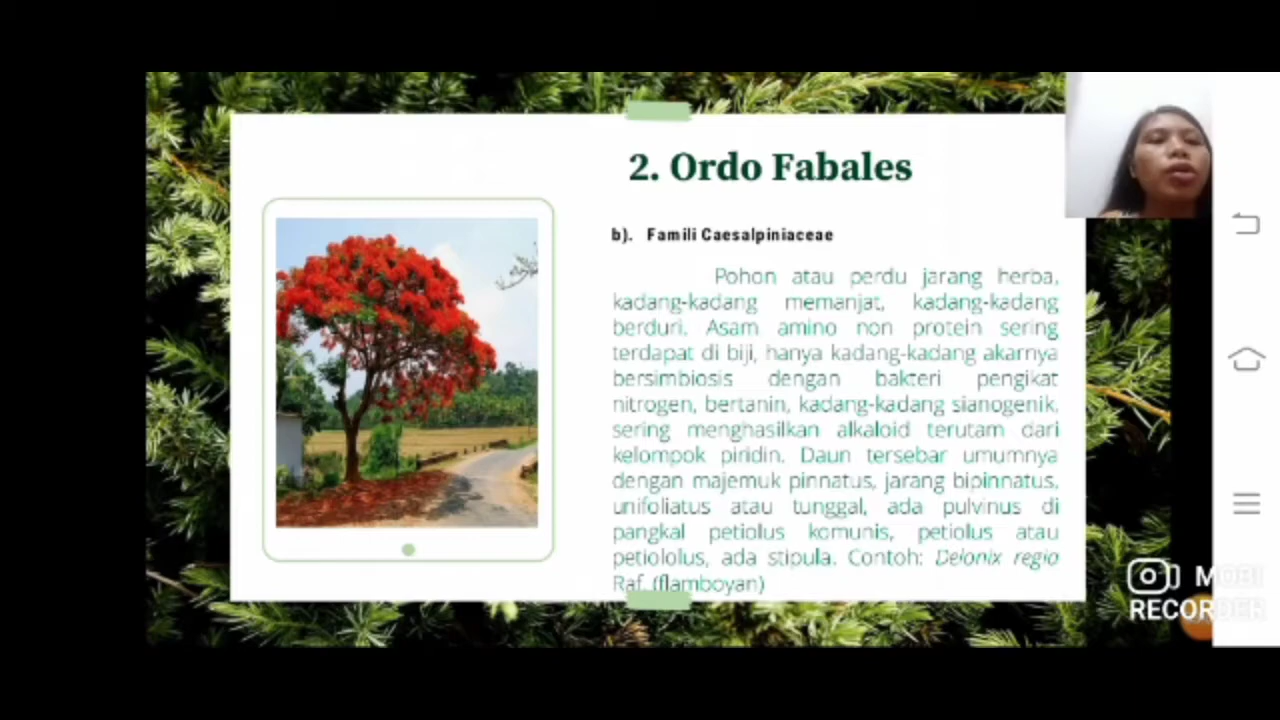 2. Ordo Fabales
b). Famili Caesalpiniaceae
Pohon atau perdu jarang herba,
kadang-kadang memanjat, kadang-kadang
berduri. Asam amino non protein sering
terdapat di biji, hanya kadang-kadang akarnya
bersimbiosis dengan bakteri pengikat
nitrogen, bertanin, kadang-kadang sianogenik,
sering menghasilkan alkaloid terutam dari
kelompok piridin. Daun tersebar umumnya
dengan majemuk pinnatus, jarang bipinnatus,
unifoliatus atau tunggal, ada pulvinus di
pangkal petiolus komunis, petiolus atau
petiololus, ada stipula. Contoh: Delonix regia
Raf. (flamboyan)
MOBI
RECORDER